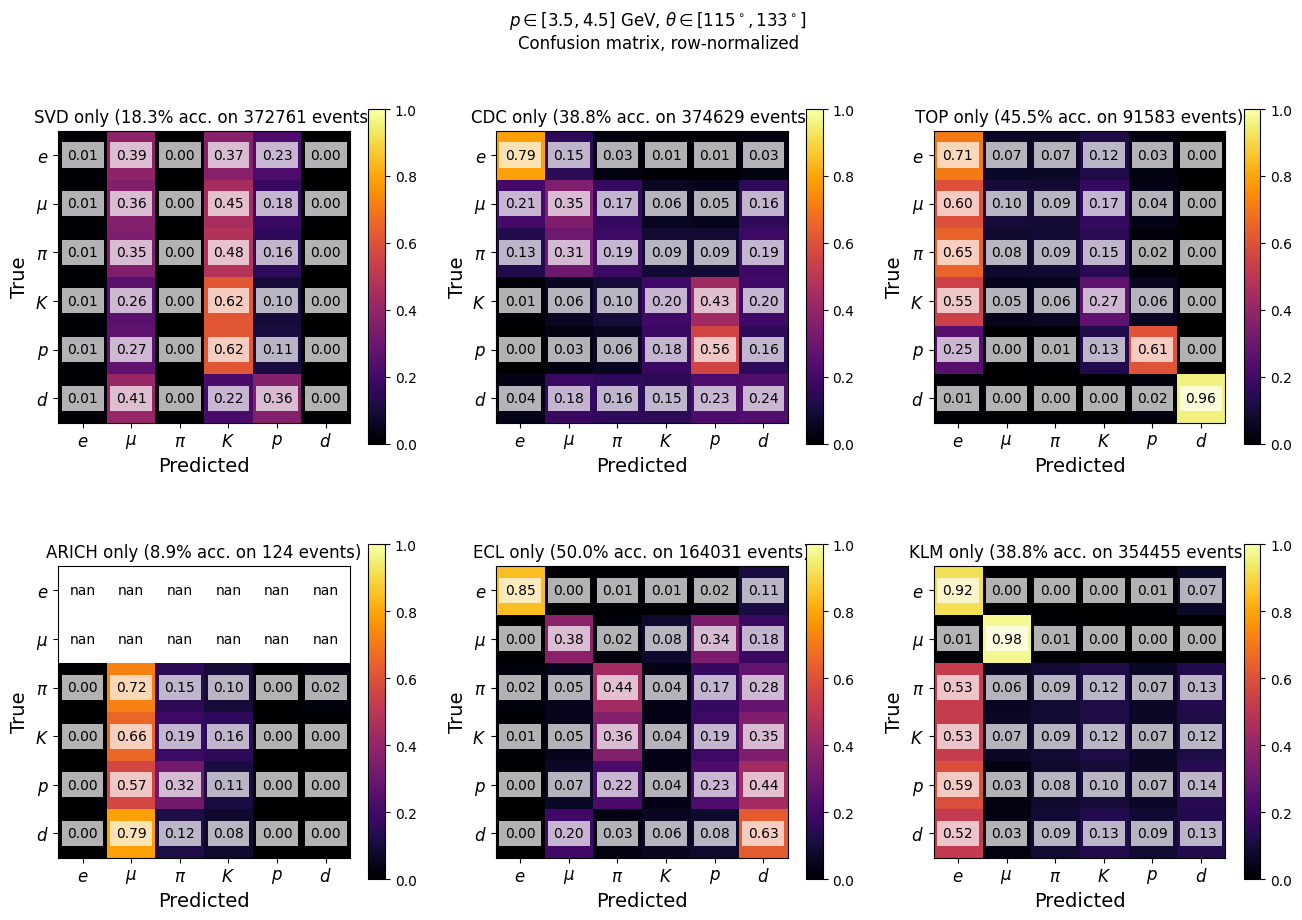 p ∈ [3.5, 4.5] GeV, θ ∈ [115°, 133°]
Confusion matrix, row-normalized
SVD only (18.3% acc. on 372761 events
True
e 0.01 0.39 0.00 0.37 0.23 0.00
μ 0.01 0.36 0.00 0.45 0.18 0.00
π 0.01 0.35 0.00 0.48 0.16 0.00
K 0.01 0.26 0.00 0.62 0.10 0.00
p 0.01 0.27 0.00 0.62 0.11 0.00
d 0.01 0.41 0.00 0.22 0.36 0.00
e μ π K p d
Predicted
1.0
0.8
0.6
0.4
0.2
0.0
CDC only (38.8% acc. on 374629 events
True
e 0.79 0.15 0.03 0.01 0.01 0.03
μ 0.21 0.35 0.17 0.06 0.05 0.16
π 0.13 0.31 0.19 0.09 0.09 0.19
K 0.01 0.06 0.10 0.20 0.43 0.20
p 0.00 0.03 0.06 0.18 0.56 0.16
d 0.04 0.18 0.16 0.15 0.23 0.24
e μ π K p d
Predicted
1.0
0.8
0.6
0.4
0.2
0.0
TOP only (45.5% acc. on 91583 events)
True
e 0.71 0.07 0.07 0.12 0.03 0.00
μ 0.60 0.10 0.09 0.17 0.04 0.00
π 0.65 0.08 0.09 0.15 0.02 0.00
K 0.55 0.05 0.06 0.27 0.06 0.00
p 0.25 0.00 0.01 0.13 0.61 0.00
d 0.01 0.00 0.00 0.00 0.02 0.96
e μ π K p d
Predicted
1.0
0.8
0.6
0.4
0.2
0.0
ARICH only (8.9% acc. on 124 events)
True
e nan nan nan nan nan nan
μ nan nan nan nan nan nan
π 0.00 0.72 0.15 0.10 0.00 0.02
K 0.00 0.66 0.19 0.16 0.00 0.00
p 0.00 0.57 0.32 0.11 0.00 0.00
d 0.00 0.79 0.12 0.08 0.00 0.00
e μ π K p d
Predicted
1.0
0.8
0.6
0.4
0.2
0.0
ECL only (50.0% acc. on 164031 events)
True
e 0.85 0.00 0.01 0.01 0.02 0.11
μ 0.00 0.38 0.02 0.08 0.34 0.18
π 0.02 0.05 0.44 0.04 0.17 0.28
K 0.01 0.05 0.36 0.04 0.19 0.35
p 0.00 0.07 0.22 0.04 0.23 0.44
d 0.00 0.20 0.03 0.06 0.08 0.63
e μ π K p d
Predicted
1.0
0.8
0.6
0.4
0.2
0.0
KLM only (38.8% acc. on 354455 events
True
e 0.92 0.00 0.00 0.01 0.00 0.07
μ 0.01 0.98 0.01 0.00 0.00 0.00
π 0.53 0.06 0.09 0.12 0.07 0.13
K 0.53 0.07 0.09 0.12 0.07 0.12
p 0.59 0.03 0.08 0.10 0.07 0.14
d 0.52 0.03 0.09 0.13 0.09 0.13
e μ π K p d
Predicted
1.0
0.8
0.6
0.4
0.2
0.0